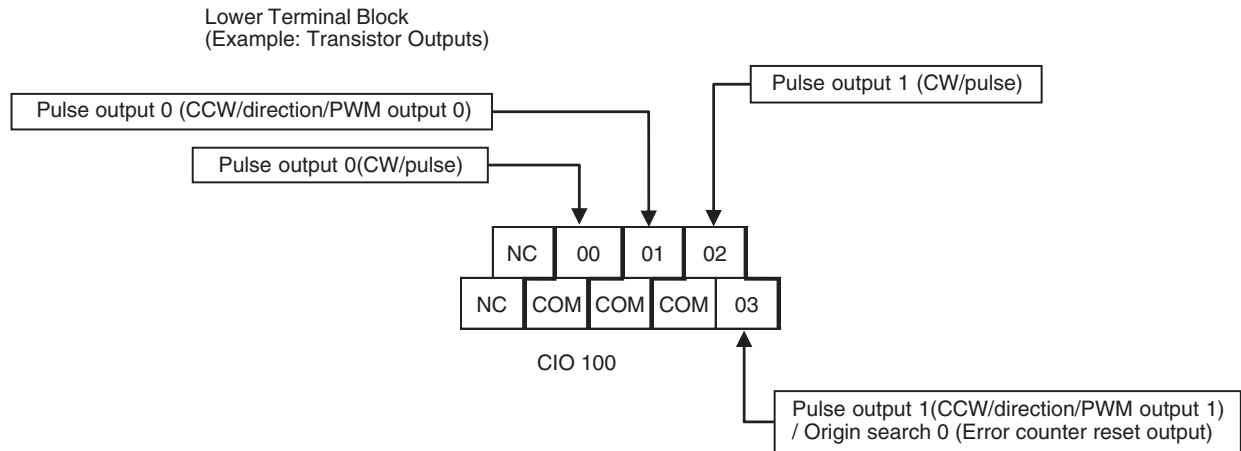 Lower Terminal Block
(Example: Transistor Outputs)
Pulse output 1 (CW/pulse)
Pulse output 0 (CCW/direction/PWM output 0)
Pulse output 0(CW/pulse)
NC 00 01 02
NC COM COM COM 03
CIO 100
Pulse output 1(CCW/direction/PWM output 1)
/ Origin search 0 (Error counter reset output)